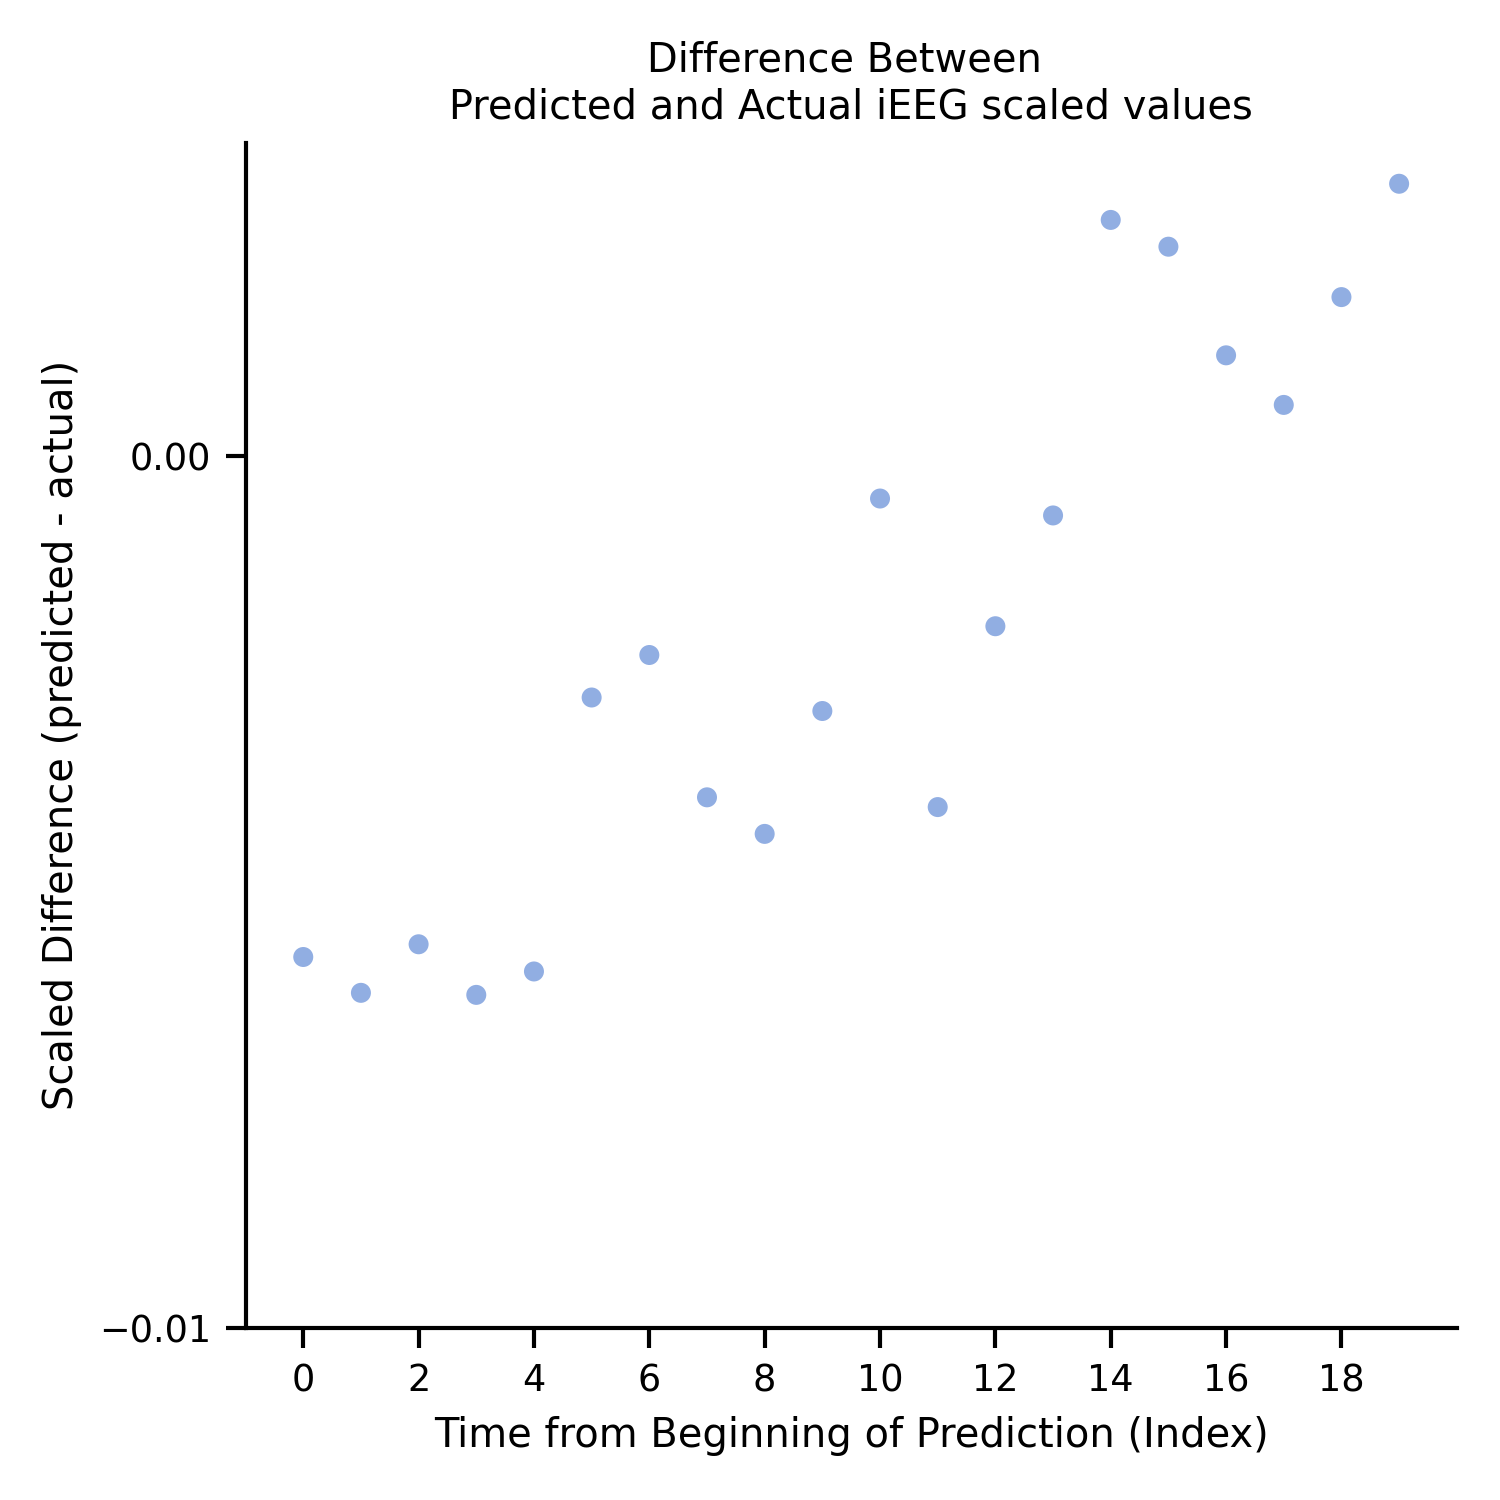 Difference Between
Predicted and Actual iEEG scaled values
Scaled Difference (predicted - actual)
0.00
−0.01
0 2 4 6 8 10 12 14 16 18
Time from Beginning of Prediction (Index)